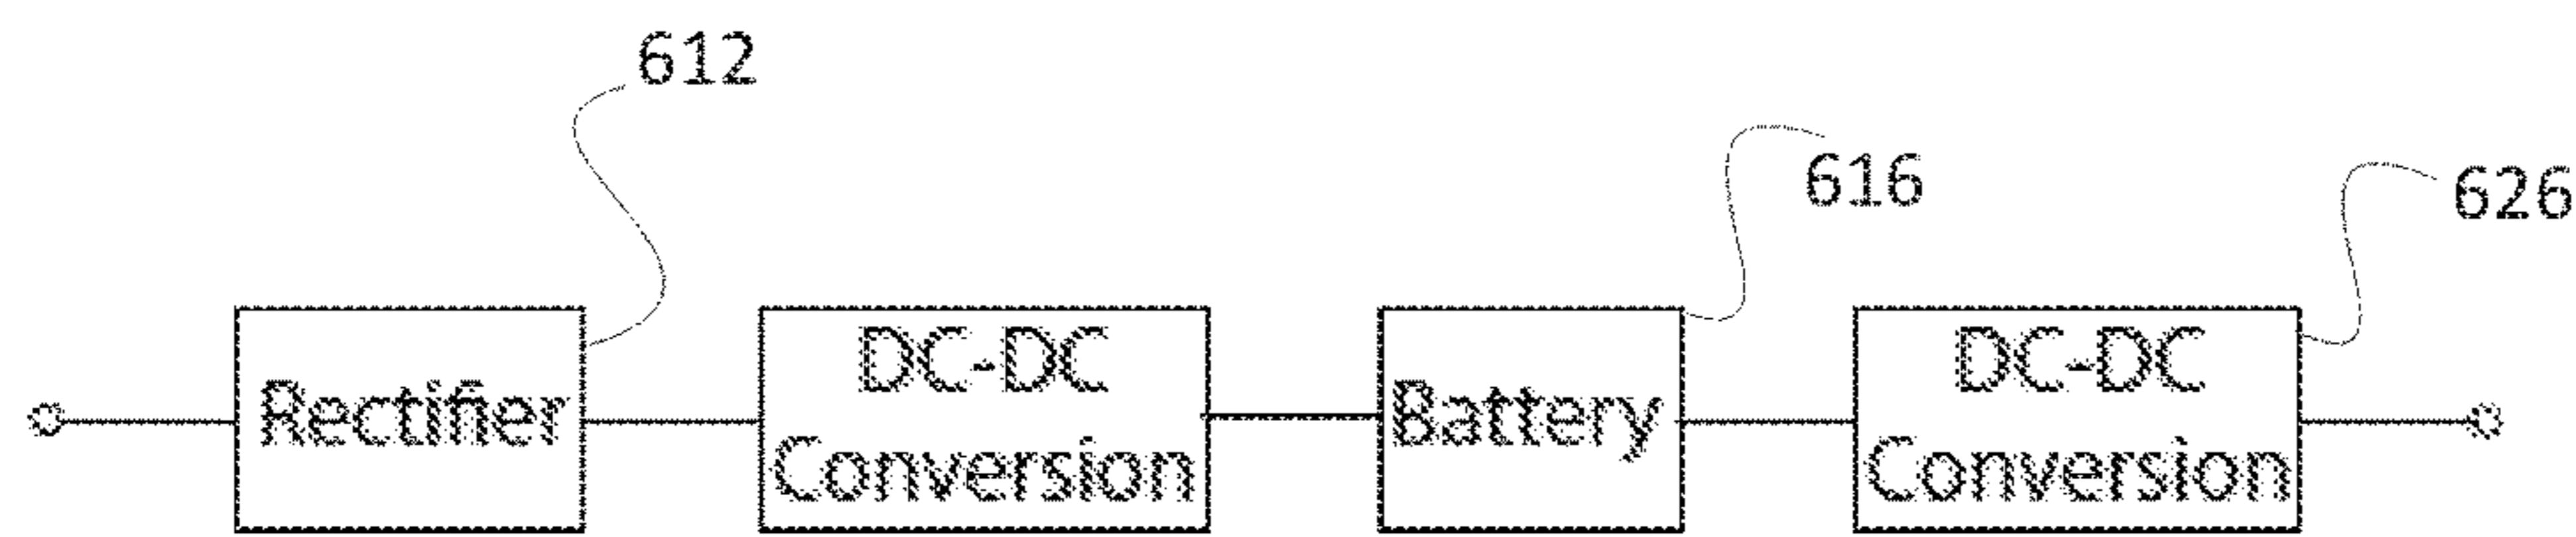 612
616
626
Rectifier
DC-DC
Conversion
Battery
DC-DC
Conversion